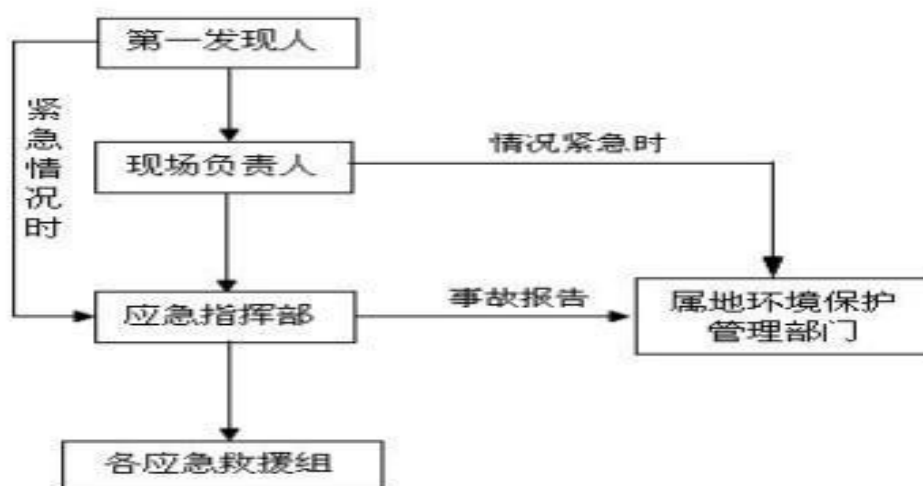 第一发现人
紧急情况时
情况紧急时
现场负责人
事故报告
应急指挥部
属地环境保护
管理部门
各应急救援组